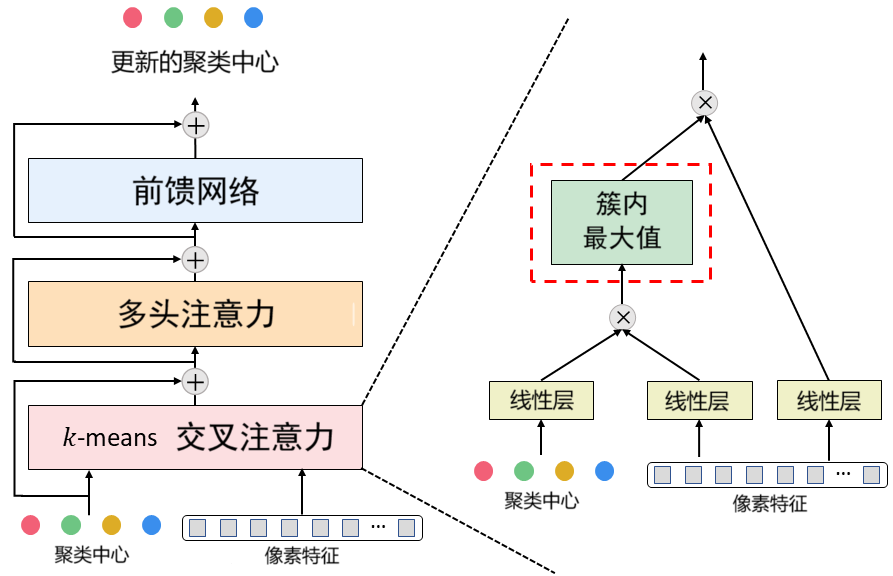 更新的聚类中心
前馈网络
多头注意力
k-means 交叉注意力
聚类中心
像素特征
...
簇内
最大值
线性层
线性层
线性层
...
聚类中心
像素特征